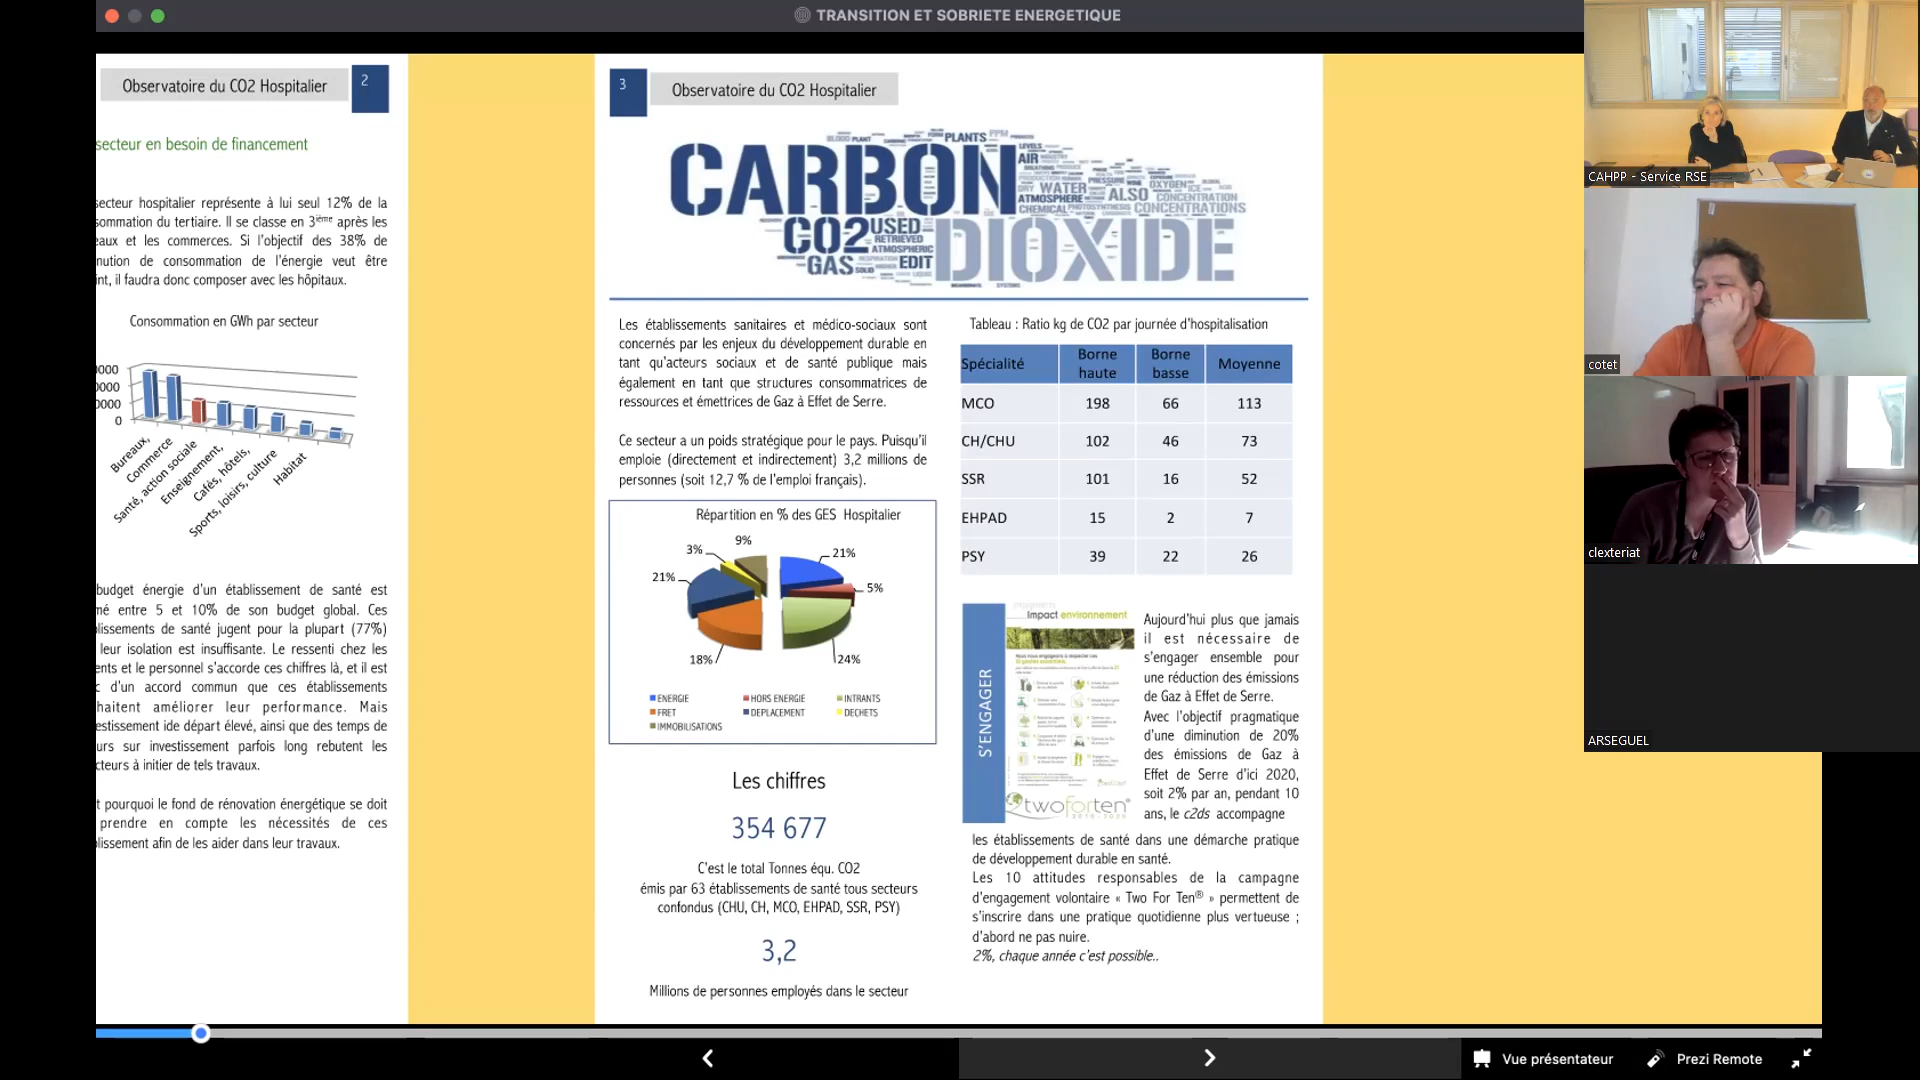 TRANSITION ET SOBRIETE ENERGETIQUE
Observatoire du CO2 Hospitalier
2
secteur en besoin de financement
secteur hospitalier représente à lui seul 12% de la
sommation du tertiaire. Il se classe en 3ième après les
eaux et les commerces. Si l'objectif des 38% de
nution de consommation de l'énergie veut être
int, il faudra donc composer avec les hôpitaux.
Consommation en GWh par secteur
0
Bureaux,
Commerce
Santé, action sociale
Enseignement,
Cafés, hôtels,
Sports, loisirs, culture
Habitat
budget énergie d'un établissement de santé est
mé entre 5 et 10% de son budget global. Ces
blissements de santé jugent pour la plupart (77%)
leur isolation est insuffisante. Le ressenti chez les
ents et le personnel s'accorde ces chiffres là, et il est
c d'un accord commun que ces établissements
haitent améliorer leur performance. Mais
estissement ide départ élevé, ainsi que des temps de
urs sur investissement parfois long rebutent les
cteurs à initier de tels travaux.
t pourquoi le fond de rénovation énergétique se doit
prendre en compte les nécessités de ces
blissement afin de les aider dans leur travaux.
3
Observatoire du CO2 Hospitalier
BLOOD PLANT PLANTS
CARBON
AIR
LEVELS
DRY WATER
PRESSURE
OXYGEN
ATMOSPHERE
ALSO
CONCENTRATION
CHEMICAL PHOTOSYNTHESIS
CONCENTRATIONS
CO2
USED
RETRIEVED
ATMOSPHERIC
GAS
SOLID
EDIT
DIOXIDE
Les établissements sanitaires et médico-sociaux sont
concernés par les enjeux du développement durable en
tant qu'acteurs sociaux et de santé publique mais
également en tant que structures consommatrices de
ressources et émettrices de Gaz à Effet de Serre.
Ce secteur a un poids stratégique pour le pays. Puisqu'il
emploie (directement et indirectement) 3,2 millions de
personnes (soit 12,7 % de l'emploi français).
Répartition en % des GES Hospitalier
9%
3%
21%
21%
5%
18%
24%
ENERGIE HORS ENERGIE INTRANTS
FRET DEPLACEMENT DECHETS
IMMOBILISATIONS
Les chiffres
354 677
C'est le total Tonnes équ. CO2
émis par 63 établissements de santé tous secteurs
confondus (CHU, CH, MCO, EHPAD, SSR, PSY)
3,2
Millions de personnes employés dans le secteur
Tableau : Ratio kg de CO2 par journée d'hospitalisation
Spécialité Borne haute Borne basse Moyenne
MCO 198 66 113
CH/CHU 102 46 73
SSR 101 16 52
EHPAD 15 2 7
PSY 39 22 26
S'ENGAGER
Impact environnement
twoforten
Aujourd'hui plus que jamais
il est nécessaire de
s'engager ensemble pour
une réduction des émissions
de Gaz à Effet de Serre.
Avec l'objectif pragmatique
d'une diminution de 20%
des émissions de Gaz à
Effet de Serre d'ici 2020,
soit 2% par an, pendant 10
ans, le c2ds accompagne
les établissements de santé dans une démarche pratique
de développement durable en santé.
Les 10 attitudes responsables de la campagne
d'engagement volontaire « Two For Ten® » permettent de
s'inscrire dans une pratique quotidienne plus vertueuse ;
d'abord ne pas nuire.
2%, chaque année c'est possible..
CAHPP - Service RSE
cotet
clexteriat
ARSEGUEL
Vue présentateur
Prezi Remote